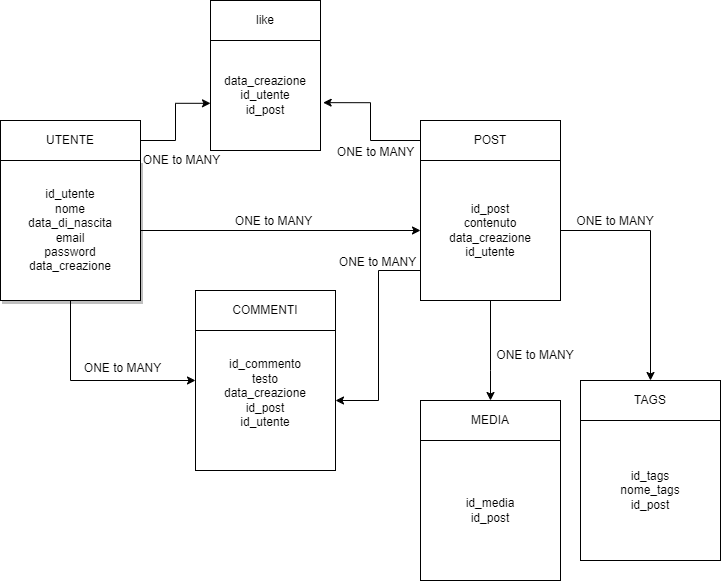 like
data_creazione
id_utente
id_post
UTENTE
id_utente
nome
data_di_nascita
email
password
data_creazione
ONE to MANY
ONE to MANY
POST
id_post
contenuto
data_creazione
id_utente
ONE to MANY
ONE to MANY
ONE to MANY
COMMENTI
id_commento
testo
data_creazione
id_post
id_utente
ONE to MANY
ONE to MANY
MEDIA
id_media
id_post
TAGS
id_tags
nome_tags
id_post